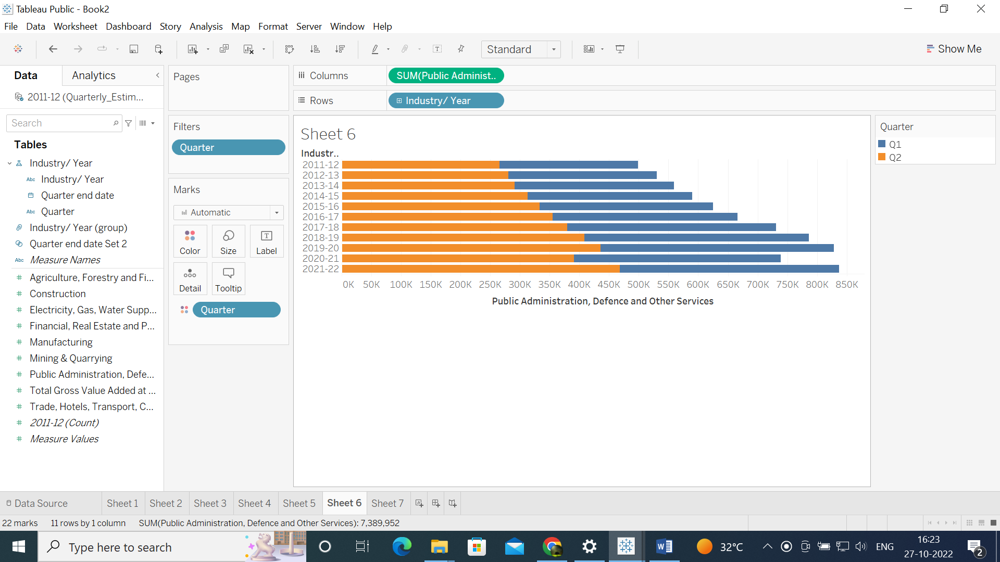 Tableau Public - Book2
File Data Worksheet Dashboard Story Analysis Map Format Server Window Help
Standard
Show Me
Data
Analytics
2011-12 (Quarterly_Estim...
Search
Tables
Industry/ Year
Abc Industry/ Year
Quarter end date
Abc Quarter
Industry/ Year (group)
Quarter end date Set 2
Abc Measure Names
# Agriculture, Forestry and Fi...
# Construction
# Electricity, Gas, Water Supp...
# Financial, Real Estate and P...
# Manufacturing
# Mining & Quarrying
# Public Administration, Defe...
# Total Gross Value Added at ...
# Trade, Hotels, Transport, C...
# 2011-12 (Count)
# Measure Values
Pages
Filters
Quarter
Marks
Automatic
Color
Size
Label
Detail
Tooltip
Quarter
Columns
SUM(Public Administ..
Rows
Industry/ Year
Sheet 6
Industr..
2011-12
2012-13
2013-14
2014-15
2015-16
2016-17
2017-18
2018-19
2019-20
2020-21
2021-22
0K 50K 100K 150K 200K 250K 300K 350K 400K 450K 500K 550K 600K 650K 700K 750K 800K 850K
Public Administration, Defence and Other Services
Quarter
Q1
Q2
Data Source
Sheet 1
Sheet 2
Sheet 3
Sheet 4
Sheet 5
Sheet 6
Sheet 7
22 marks
11 rows by 1 column
SUM(Public Administration, Defence and Other Services): 7,389,952
Type here to search
32°C
ENG
16:23
27-10-2022
2